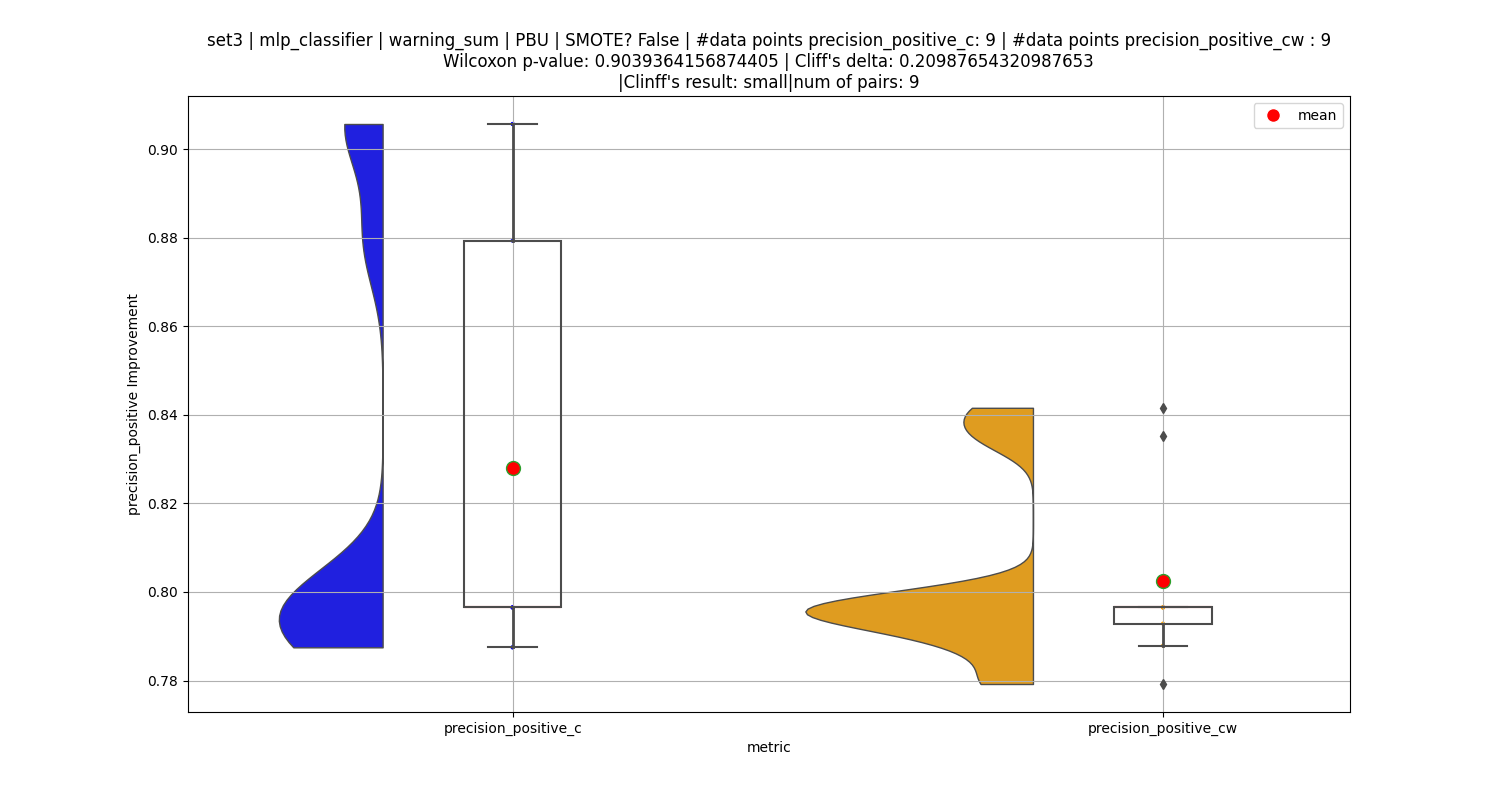 set3 | mlp_classifier | warning_sum | PBU | SMOTE? False | #data points precision_positive_c: 9 | #data points precision_positive_cw : 9
Wilcoxon p-value: 0.9039364156874405 | Cliff's delta: 0.20987654320987653
|Clinff's result: small|num of pairs: 9
mean
0.90
0.88
0.86
0.84
0.82
0.80
0.78
precision_positive Improvement
precision_positive_c
precision_positive_cw
metric